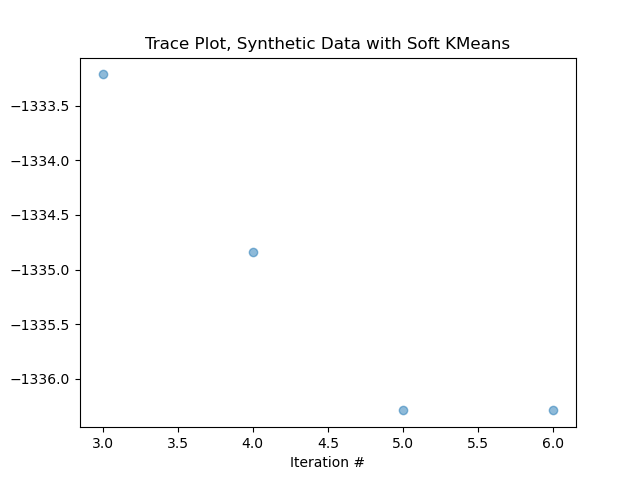 Trace Plot, Synthetic Data with Soft KMeans
−1333.5
−1334.0
−1334.5
−1335.0
−1335.5
−1336.0
3.0 3.5 4.0 4.5 5.0 5.5 6.0
Iteration #